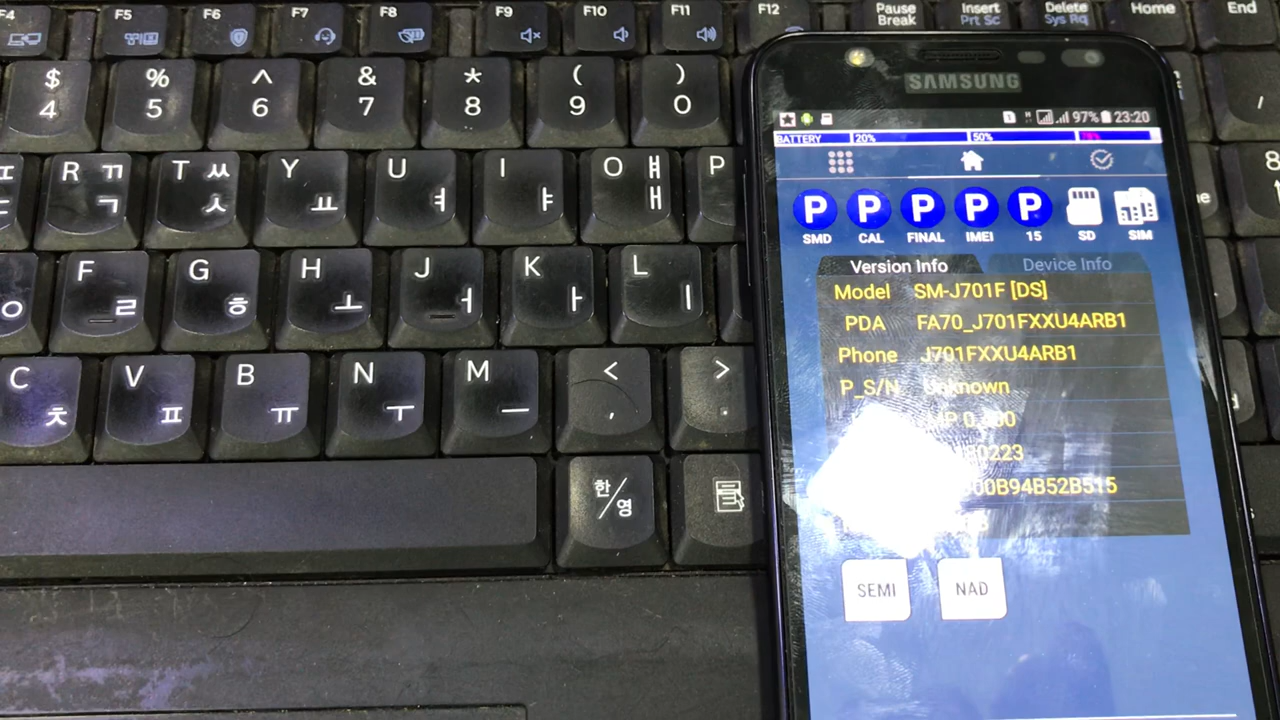 F4 F5 F6 F7 F8 F9 F10 F11 F12 Pause Break Insert Prt Sc Delete Sys Rq Home End
$ 4 % 5 ^ 6 & 7 * 8 ( 9 ) 0
R ㄲ ㄱ T ㅆ ㅅ Y ㅛ U ㅕ I ㅑ O ㅒ ㅐ P
F ㄹ G ㅎ H ㅗ J ㅓ K ㅏ L ㅣ
C ㅊ V ㅍ B ㅠ N ㅜ M ㅡ < , > .
한/영
SAMSUNG
97% 23:20
BATTERY 20% 50%
P P P P P
SMD CAL FINAL IMEI 15 SD SIM
Version Info Device Info
Model SM-J701F [DS]
PDA FA70_J701FXXU4ARB1
Phone J701FXXU4ARB1
P_S/N Unknown
0223
00B94B52B515
SEMI NAD